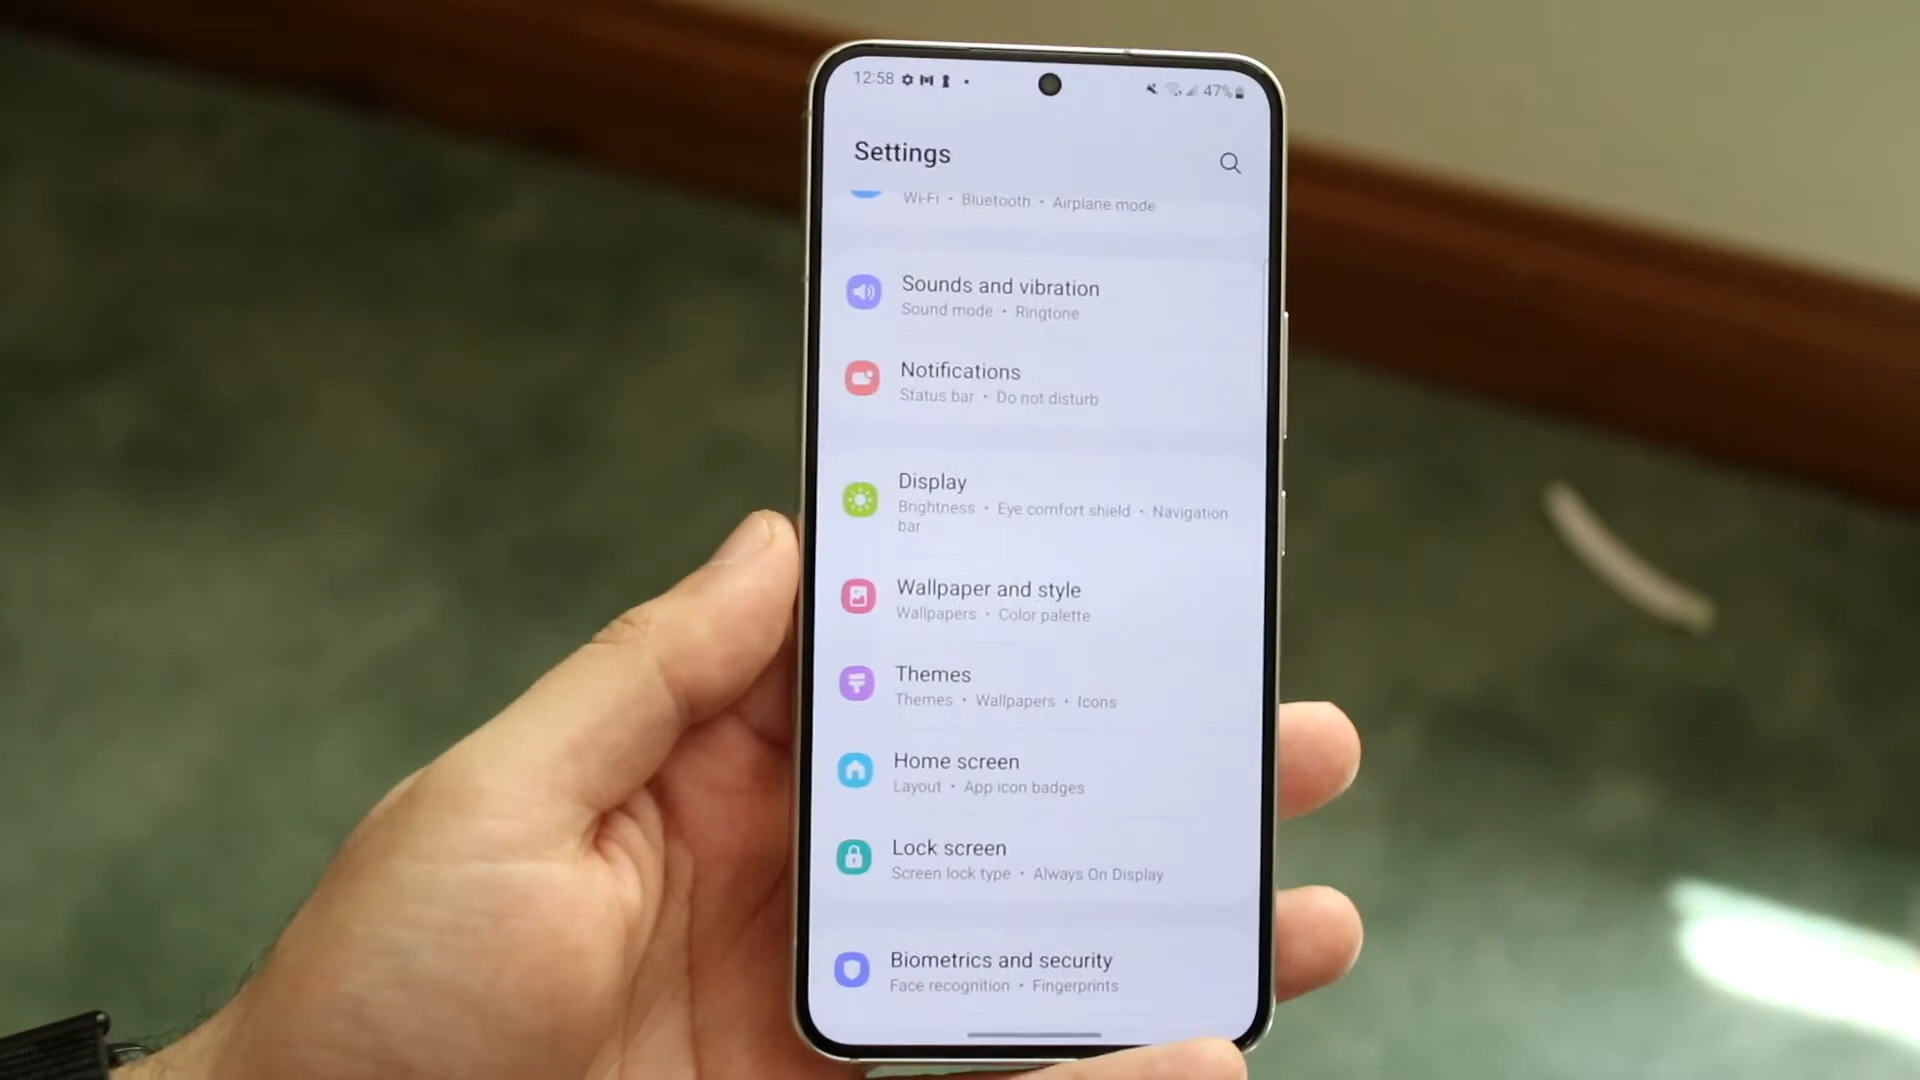 12:58
47%
Settings
Wi-Fi • Bluetooth • Airplane mode
Sounds and vibration
Sound mode • Ringtone
Notifications
Status bar • Do not disturb
Display
Brightness • Eye comfort shield • Navigation
bar
Wallpaper and style
Wallpapers • Color palette
Themes
Themes • Wallpapers • Icons
Home screen
Layout • App icon badges
Lock screen
Screen lock type • Always On Display
Biometrics and security
Face recognition • Fingerprints